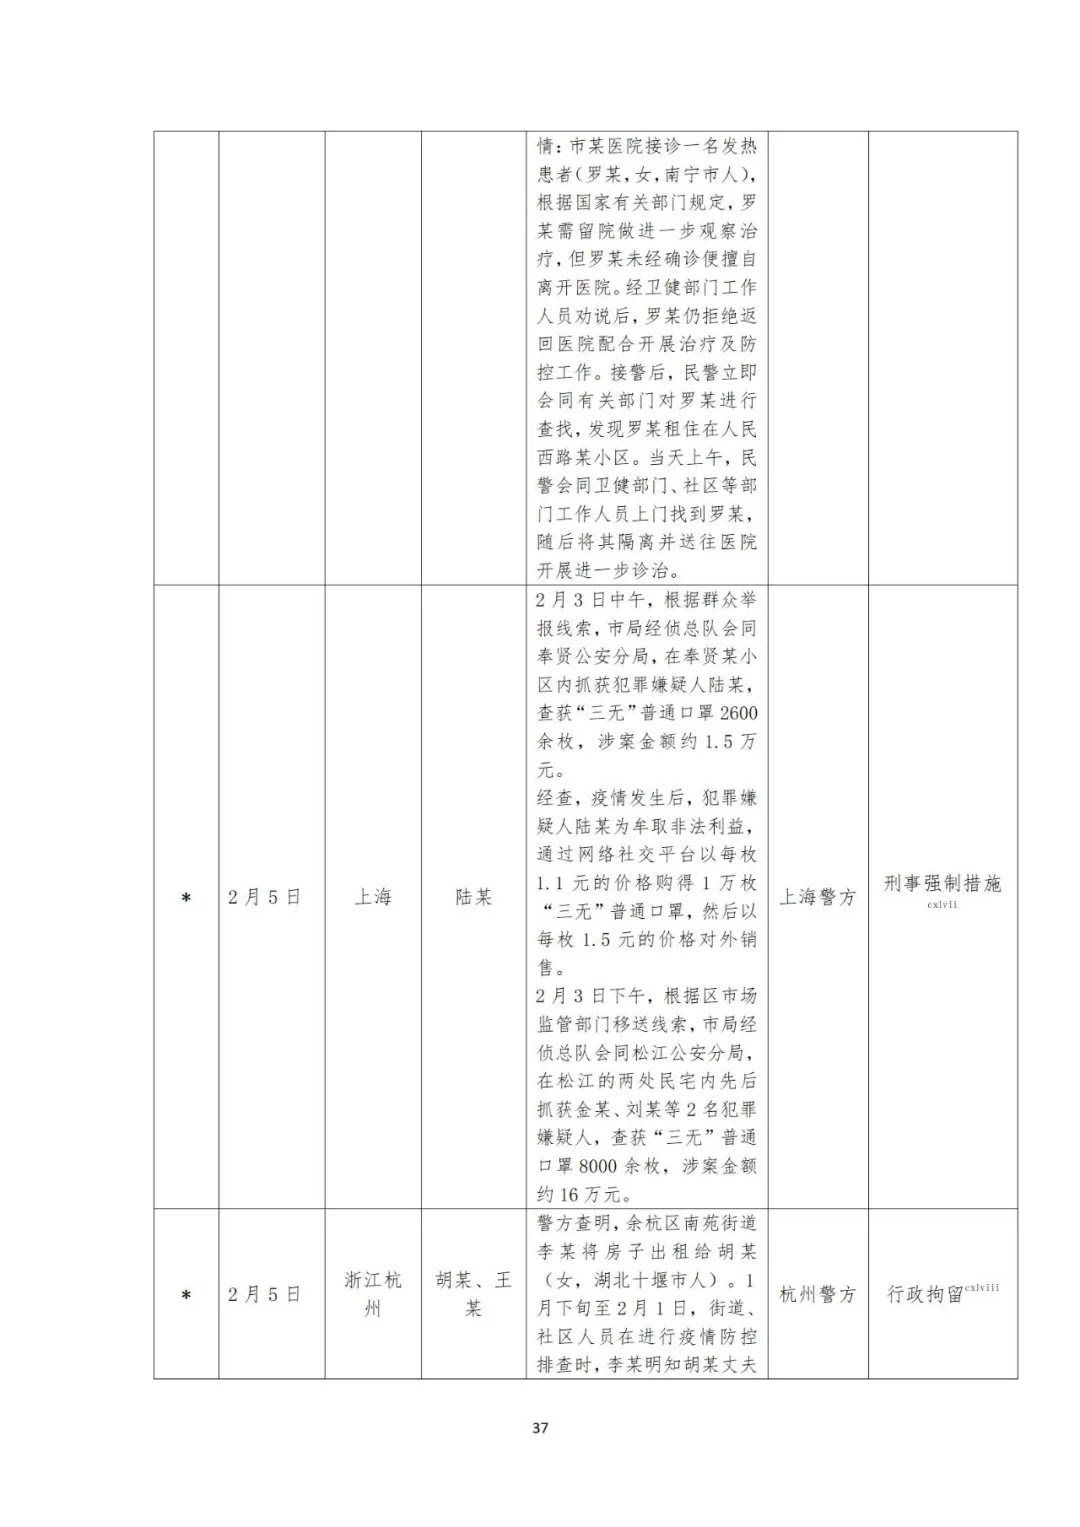 情：市某医院接诊一名发热
患者（罗某，女，南宁市人），
根据国家有关部门规定，罗
某需留院做进一步观察治
疗，但罗某未经确诊便擅自
离开医院。经卫健部门工作
人员劝说后，罗某仍拒绝返
回医院配合开展治疗及防
控工作。接警后，民警立即
会同有关部门对罗某进行
查找，发现罗某租住在人民
西路某小区。当天上午，民
警会同卫健部门、社区等部
门工作人员上门找到罗某，
随后将其隔离并送往医院
开展进一步诊治。
*
2 月 5 日
上海
陆某
2 月 3 日中午，根据群众举
报线索，市局经侦总队会同
奉贤公安分局，在奉贤某小
区内抓获犯罪嫌疑人陆某，
查获“三无”普通口罩 2600
余枚，涉案金额约 1.5 万
元。
经查，疫情发生后，犯罪嫌
疑人陆某为牟取非法利益，
通过网络社交平台以每枚
1.1 元的价格购得 1 万枚
“三无”普通口罩，然后以
每枚 1.5 元的价格对外销
售。
2 月 3 日下午，根据区市场
监管部门移送线索，市局经
侦总队会同松江公安分局，
在松江的两处民宅内先后
抓获金某、刘某等 2 名犯罪
嫌疑人，查获“三无”普通
口罩 8000 余枚，涉案金额
约 16 万元。
上海警方
刑事强制措施
cxlvii
*
2 月 5 日
浙江杭
州
胡某、王
某
警方查明，余杭区南苑街道
李某将房子出租给胡某
（女，湖北十堰市人）。1
月下旬至 2 月 1 日，街道、
社区人员在进行疫情防控
排查时，李某明知胡某丈夫
杭州警方
行政拘留cxlviii
37